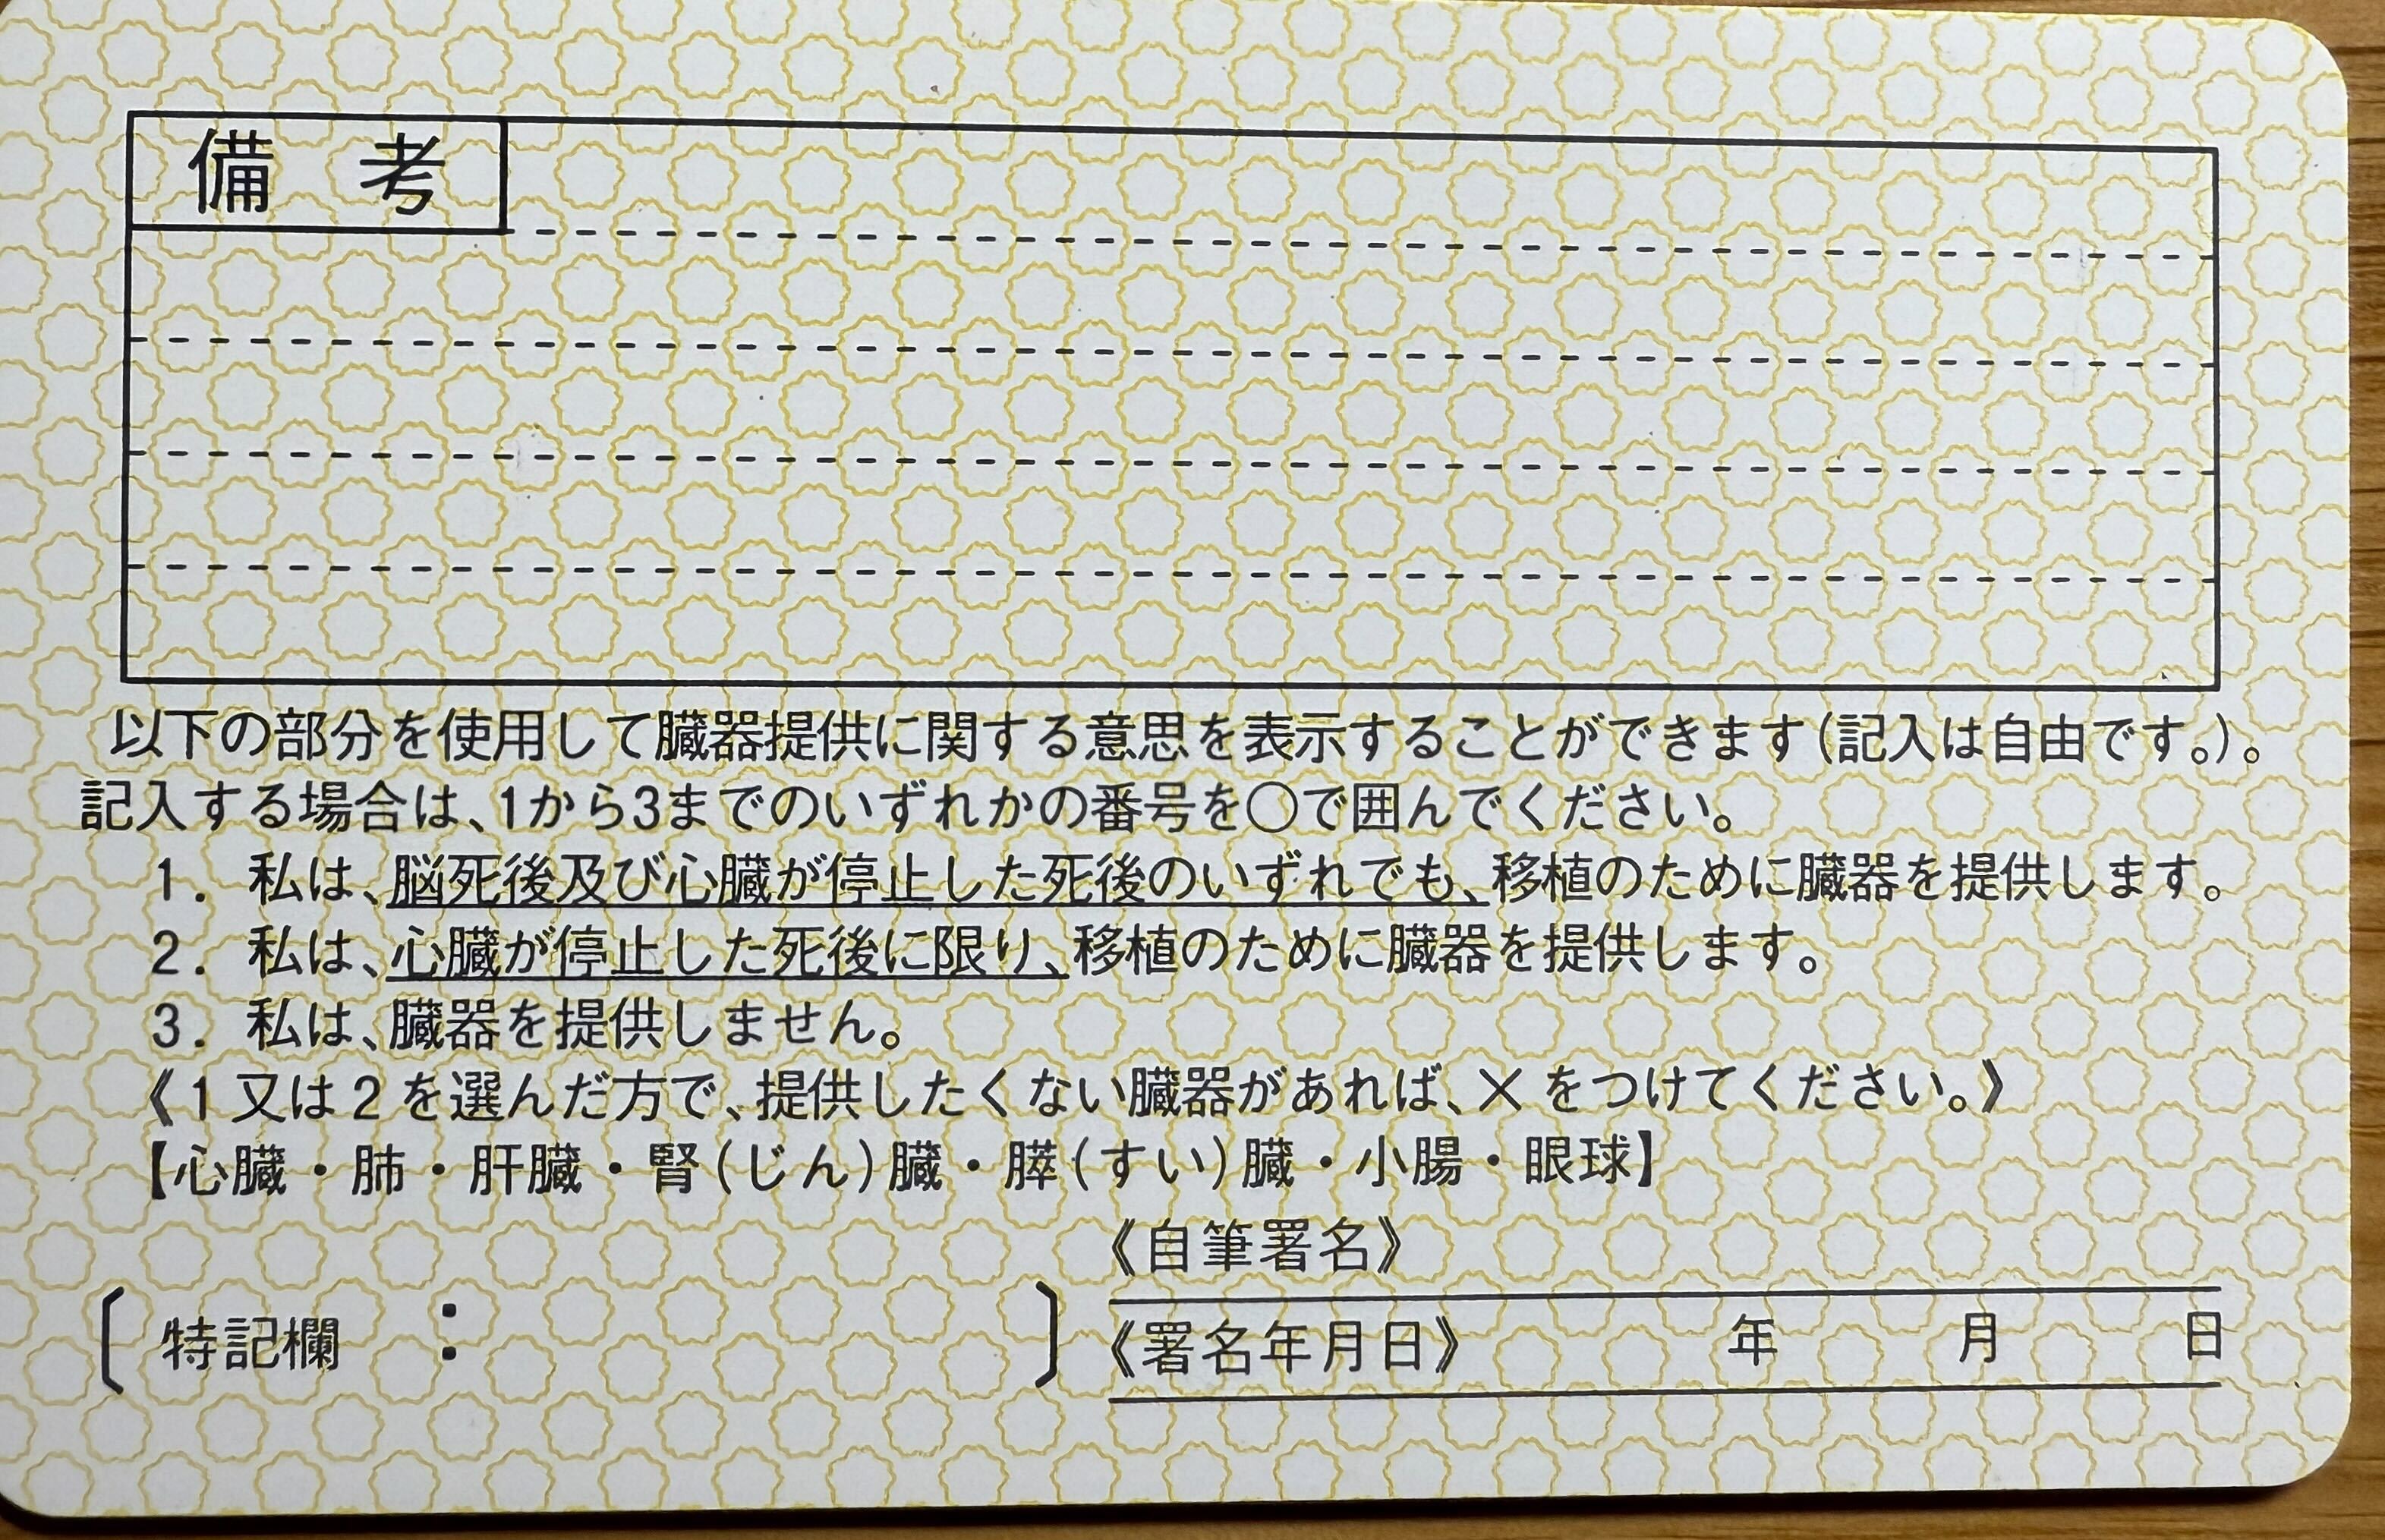 備 考
以下の部分を使用して臓器提供に関する意思を表示することができます(記入は自由です。)。
記入する場合は、1から3までのいずれかの番号を○で囲んでください。
1. 私は、脳死後及び心臓が停止した死後のいずれでも、移植のために臓器を提供します。
2. 私は、心臓が停止した死後に限り、移植のために臓器を提供します。
3. 私は、臓器を提供しません。
《1又は2を選んだ方で、提供したくない臓器があれば、×をつけてください。》
【心臓・肺・肝臓・腎(じん)臓・膵(すい)臓・小腸・眼球】
《自筆署名》
〔特記欄 : 〕
《署名年月日》 年 月 日